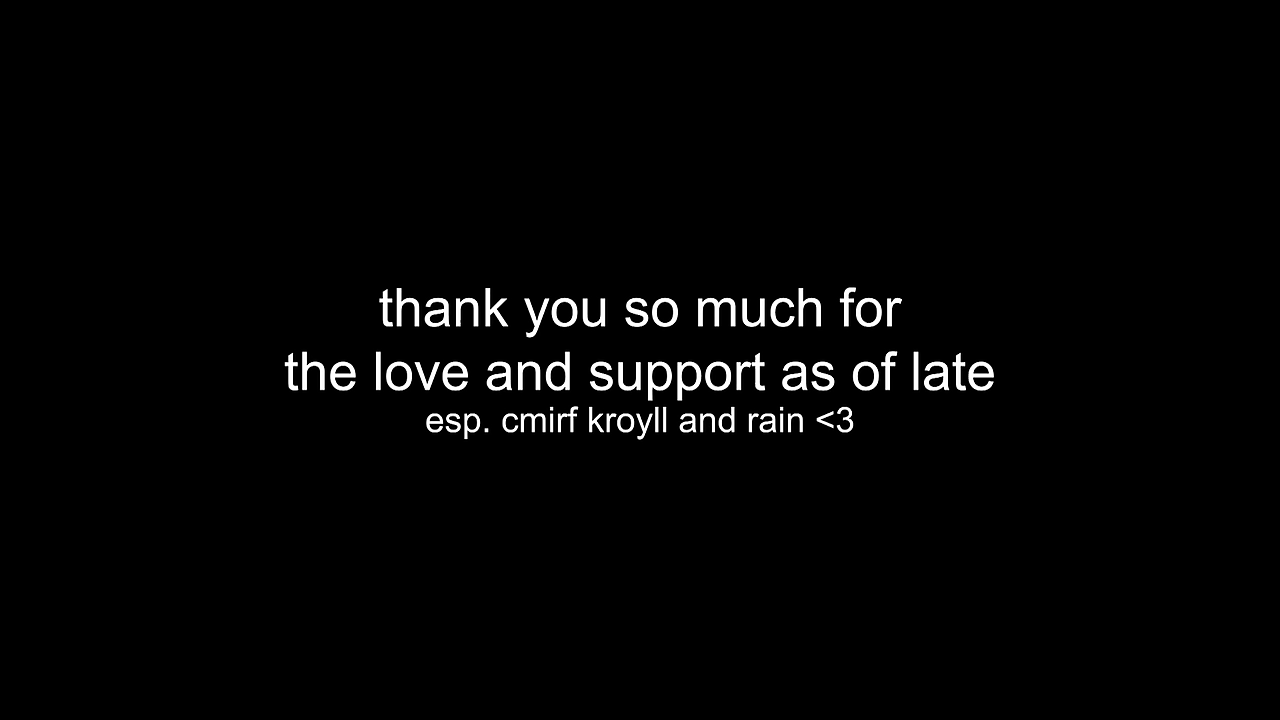 thank you so much for
the love and support as of late
esp. cmirf kroyll and rain <3